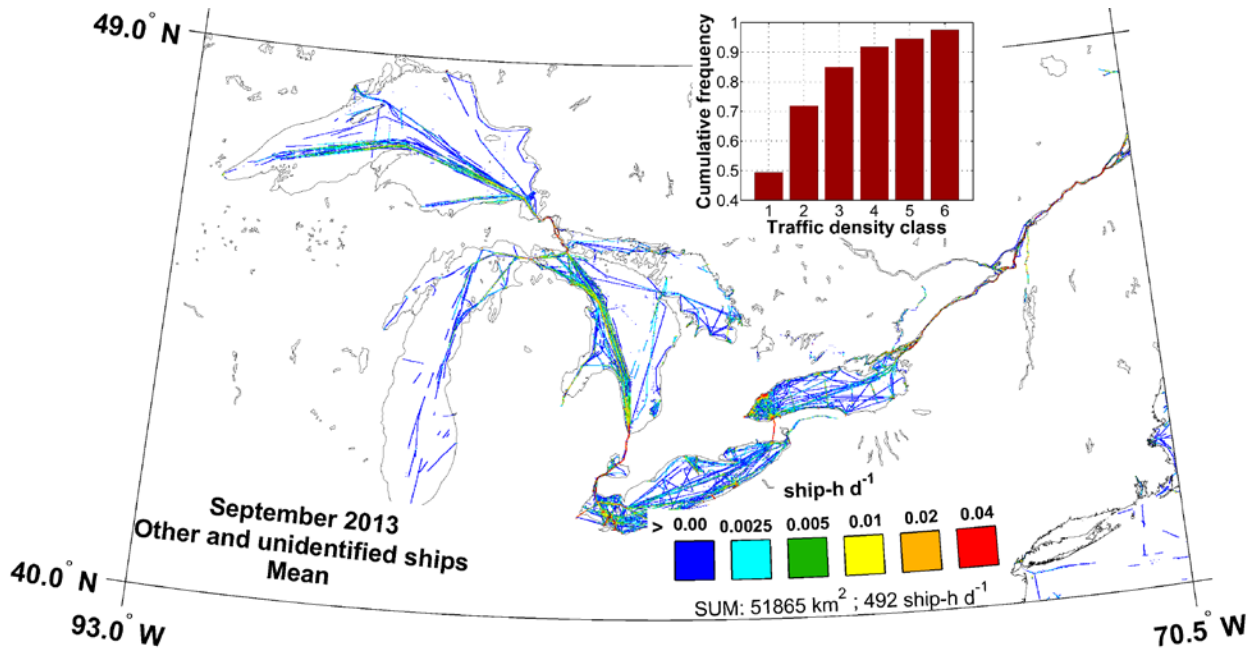 49.0° N
Cumulative frequency
1
0.9
0.8
0.7
0.6
0.5
0.4
1 2 3 4 5 6
Traffic density class
September 2013
Other and unidentified ships
Mean
ship-h d⁻¹
> 0.00 0.0025 0.005 0.01 0.02 0.04
SUM: 51865 km² ; 492 ship-h d⁻¹
40.0° N
93.0° W
70.5° W